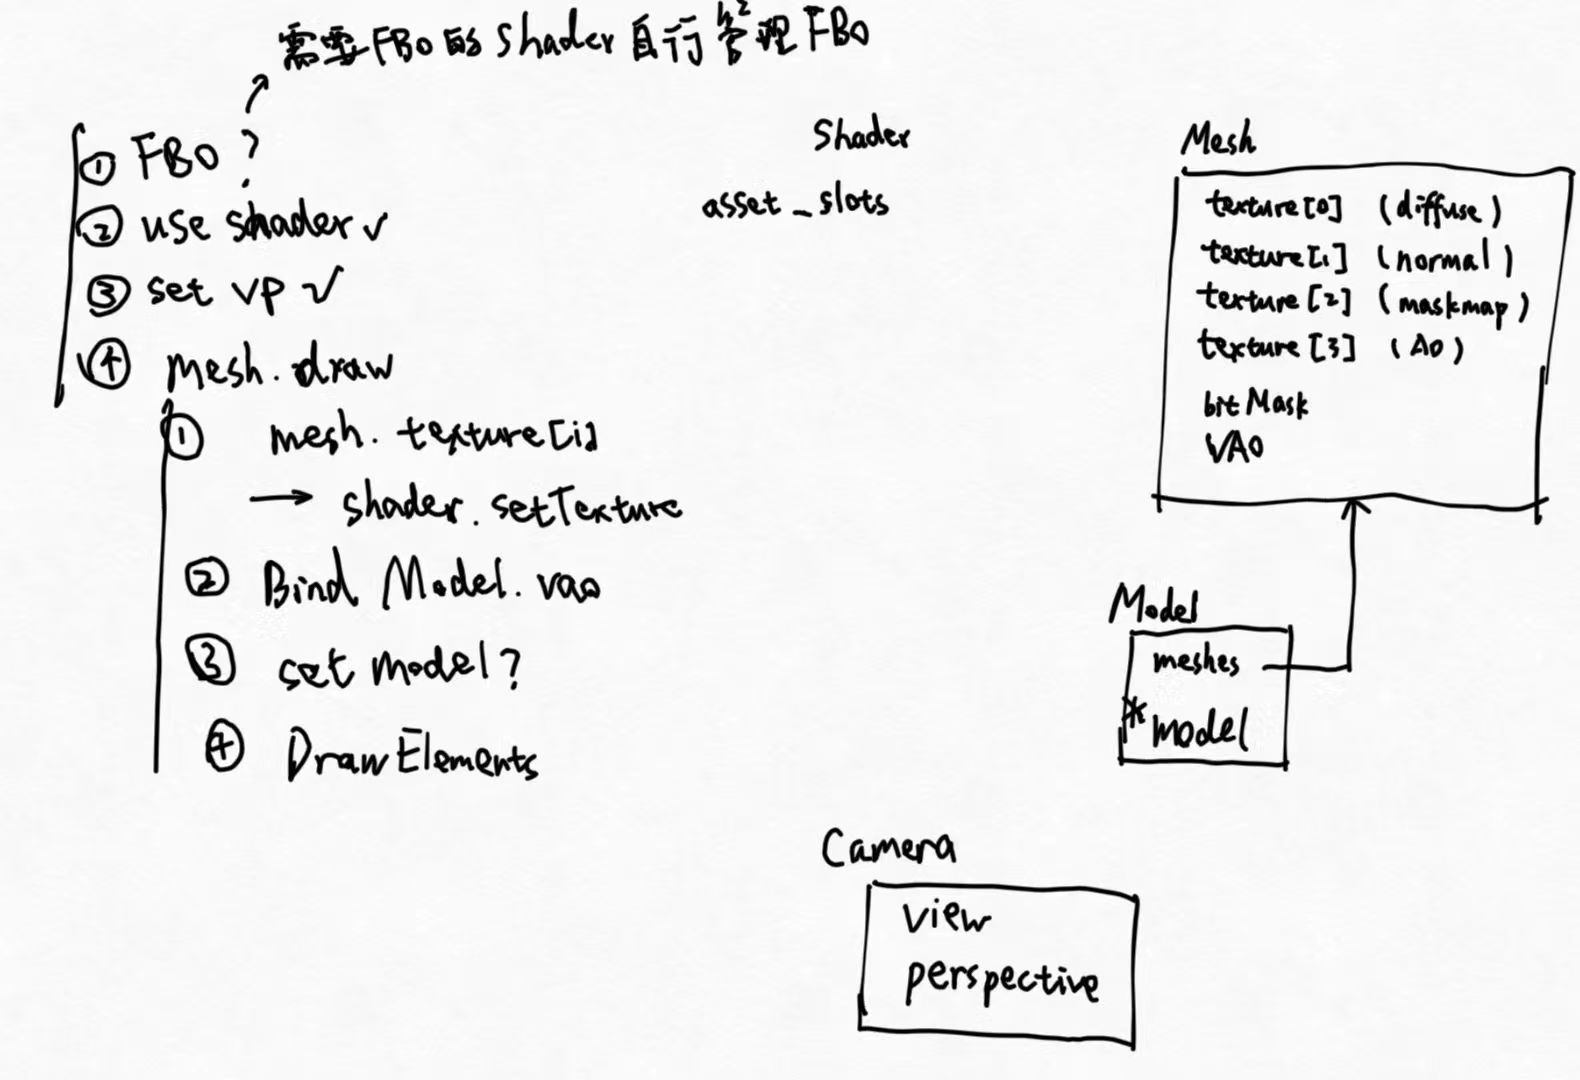 需要FBO的Shader自行管理FBO
① FBO ?
② use shader ✓
③ set vp ✓
④ mesh.draw
① mesh.texture[i]
→ shader.setTexture
② Bind Model.vao
③ set model ?
④ DrawElements
Shader
asset_slots
Mesh
texture[0] (diffuse)
texture[1] (normal)
texture[2] (maskmap)
texture[3] (AO)
bitMask
VAO
Model
meshes
* model
Camera
view
perspective